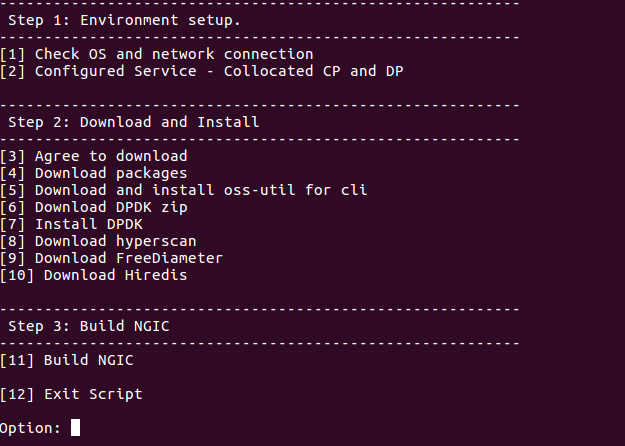 ----------------------------------------------------------
Step 1: Environment setup.
----------------------------------------------------------
[1] Check OS and network connection
[2] Configured Service - Collocated CP and DP
----------------------------------------------------------
Step 2: Download and Install
----------------------------------------------------------
[3] Agree to download
[4] Download packages
[5] Download and install oss-util for cli
[6] Download DPDK zip
[7] Install DPDK
[8] Download hyperscan
[9] Download FreeDiameter
[10] Download Hiredis
----------------------------------------------------------
Step 3: Build NGIC
----------------------------------------------------------
[11] Build NGIC
[12] Exit Script
Option: